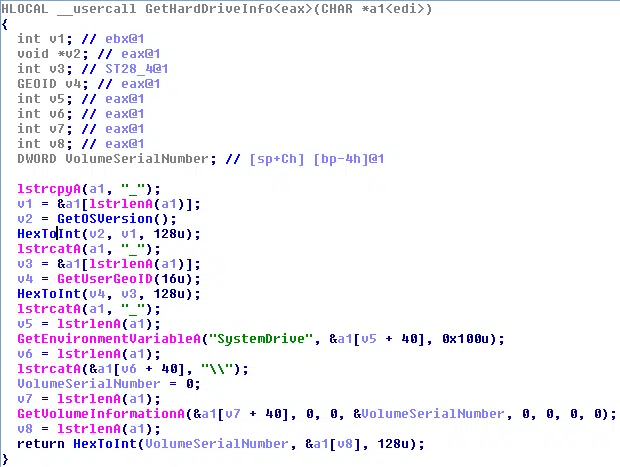 HLOCAL __usercall GetHardDriveInfo<eax>(CHAR *a1<edi>)
{
int v1; // ebx@1
void *v2; // eax@1
int v3; // ST28_4@1
GEOID v4; // eax@1
int v5; // eax@1
int v6; // eax@1
int v7; // eax@1
int v8; // eax@1
DWORD VolumeSerialNumber; // [sp+Ch] [bp-4h]@1
lstrcpyA(a1, "_");
v1 = &a1[lstrlenA(a1)];
v2 = GetOSVersion();
HexToInt(v2, v1, 128u);
lstrcatA(a1, "_");
v3 = &a1[lstrlenA(a1)];
v4 = GetUserGeoID(16u);
HexToInt(v4, v3, 128u);
lstrcatA(a1, "_");
v5 = lstrlenA(a1);
GetEnvironmentVariableA("SystemDrive", &a1[v5 + 40], 0x100u);
v6 = lstrlenA(a1);
lstrcatA(&a1[v6 + 40], "\\");
VolumeSerialNumber = 0;
v7 = lstrlenA(a1);
GetVolumeInformationA(&a1[v7 + 40], 0, 0, &VolumeSerialNumber, 0, 0, 0, 0);
v8 = lstrlenA(a1);
return HexToInt(VolumeSerialNumber, &a1[v8], 128u);
}